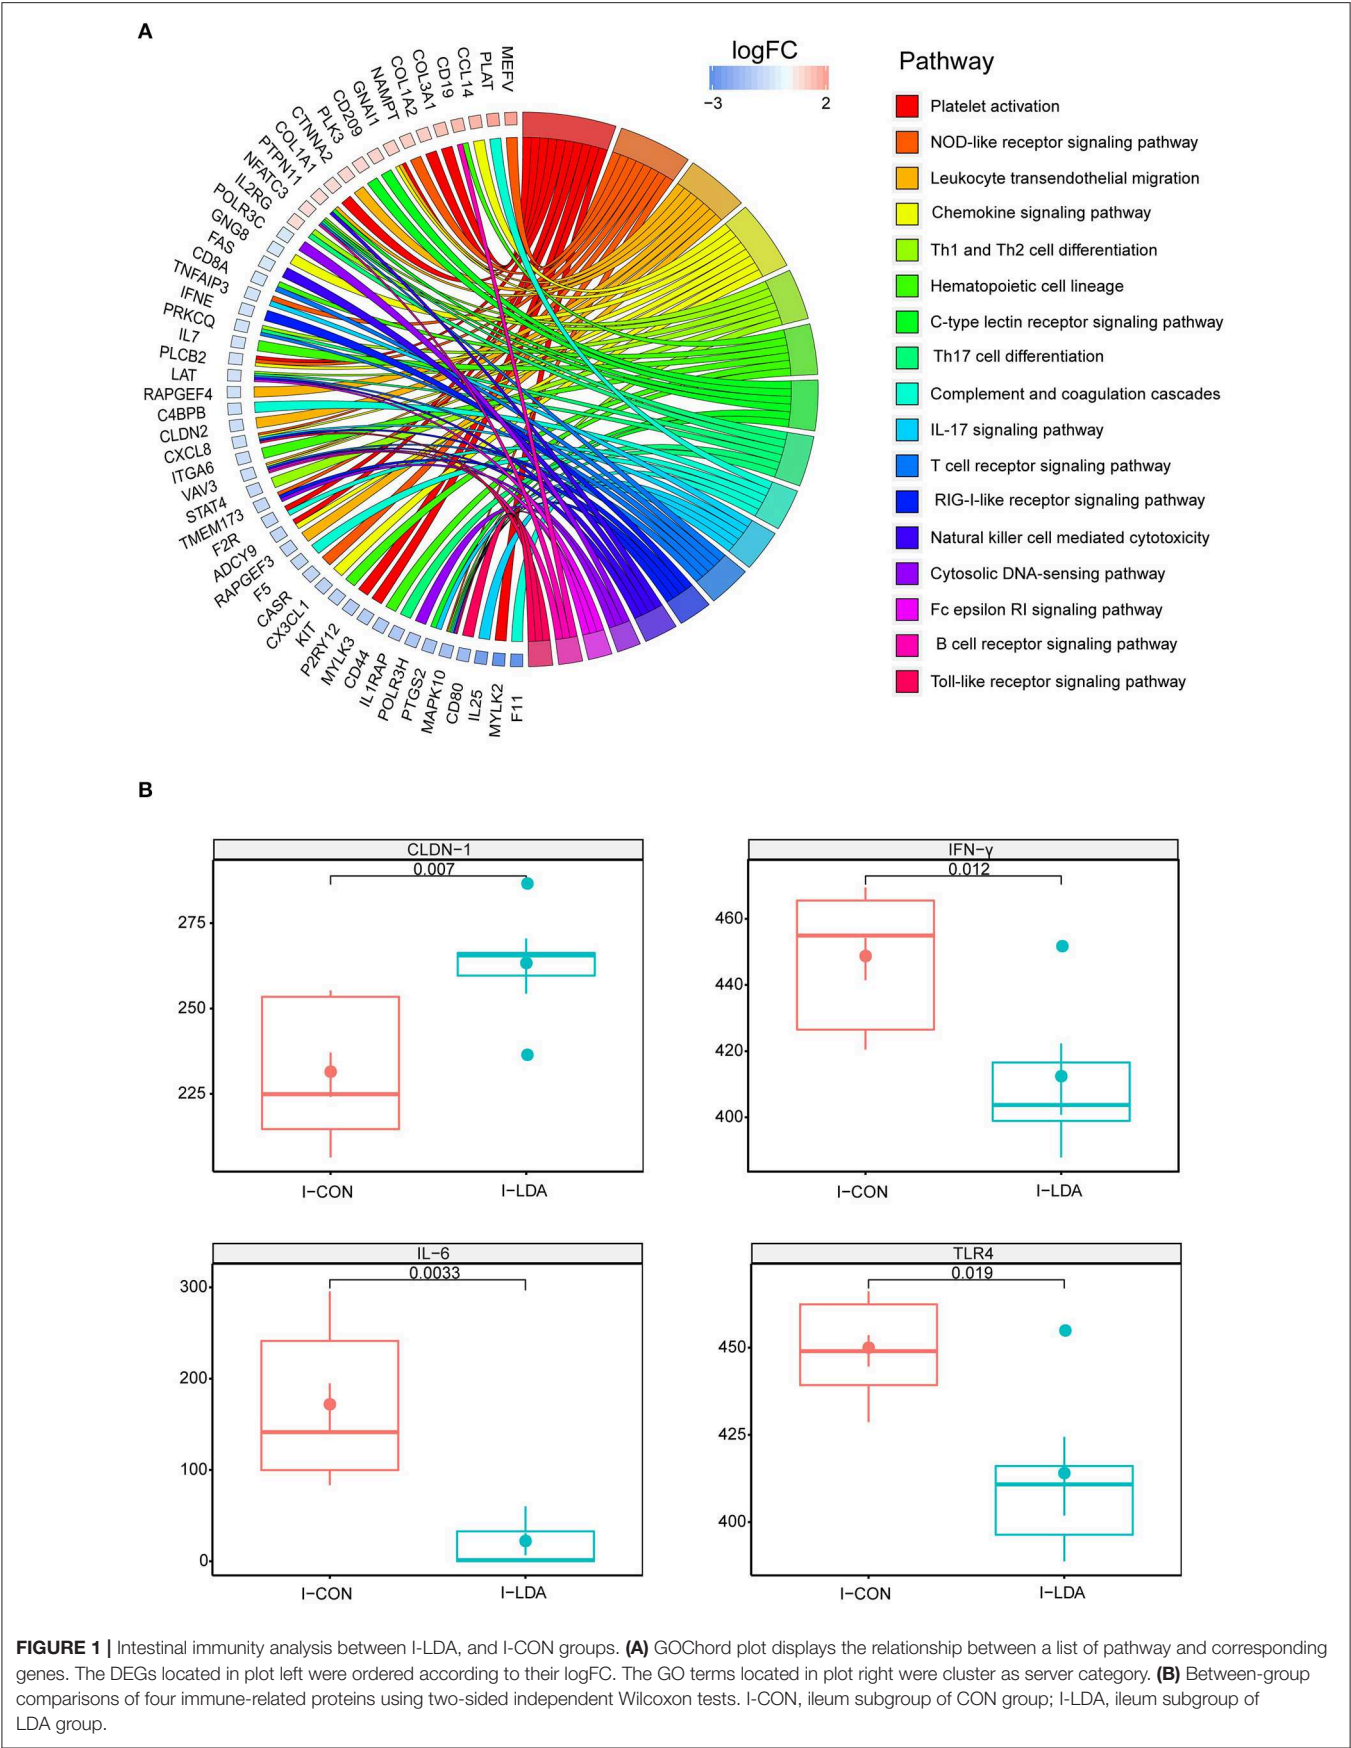 A
MEFV
PLAT
CCL14
CD19
COL3A1
COL1A2
NAMPT
GNAI1
CD209
PLK3
CTNNA2
COL1A1
PTPN11
NFATC3
IL2RG
POLR3C
GNG8
FAS
CD8A
TNFAIP3
IFNE
PRKCQ
IL7
PLCB2
LAT
RAPGEF4
C4BPB
CLDN2
CXCL8
ITGA6
VAV3
STAT4
TMEM173
F2R
ADCY9
RAPGEF3
F5
CASR
CX3CL1
KIT
P2RY12
MYLK3
CD44
IL1RAP
POLR3H
PTGS2
MAPK10
CD80
IL25
MYLK2
F11
logFC
−3 2
Pathway
Platelet activation
NOD-like receptor signaling pathway
Leukocyte transendothelial migration
Chemokine signaling pathway
Th1 and Th2 cell differentiation
Hematopoietic cell lineage
C-type lectin receptor signaling pathway
Th17 cell differentiation
Complement and coagulation cascades
IL-17 signaling pathway
T cell receptor signaling pathway
RIG-I-like receptor signaling pathway
Natural killer cell mediated cytotoxicity
Cytosolic DNA-sensing pathway
Fc epsilon RI signaling pathway
B cell receptor signaling pathway
Toll-like receptor signaling pathway
B
CLDN−1
0.007
275
250
225
I−CON I−LDA
IFN−γ
0.012
460
440
420
400
I−CON I−LDA
IL−6
0.0033
300
200
100
0
I−CON I−LDA
TLR4
0.019
450
425
400
I−CON I−LDA
FIGURE 1 | Intestinal immunity analysis between I-LDA, and I-CON groups. (A) GOChord plot displays the relationship between a list of pathway and corresponding
genes. The DEGs located in plot left were ordered according to their logFC. The GO terms located in plot right were cluster as server category. (B) Between-group
comparisons of four immune-related proteins using two-sided independent Wilcoxon tests. I-CON, ileum subgroup of CON group; I-LDA, ileum subgroup of
LDA group.